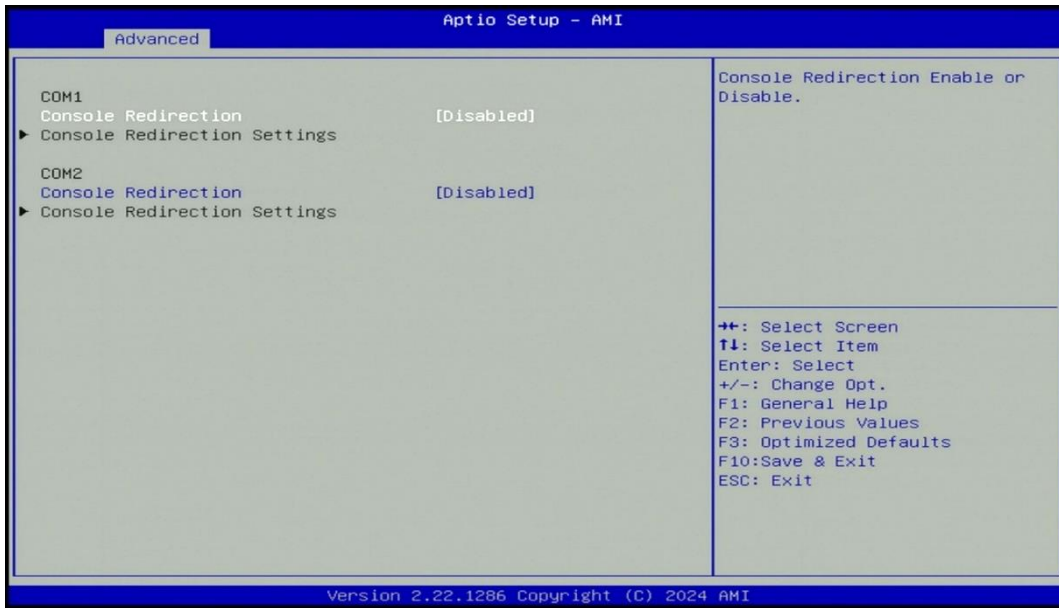 Aptio Setup – AMI
Advanced
COM1
Console Redirection [Disabled]
▶ Console Redirection Settings
COM2
Console Redirection [Disabled]
▶ Console Redirection Settings
Console Redirection Enable or
Disable.
→←: Select Screen
↑↓: Select Item
Enter: Select
+/-: Change Opt.
F1: General Help
F2: Previous Values
F3: Optimized Defaults
F10:Save & Exit
ESC: Exit
Version 2.22.1286 Copyright (C) 2024 AMI